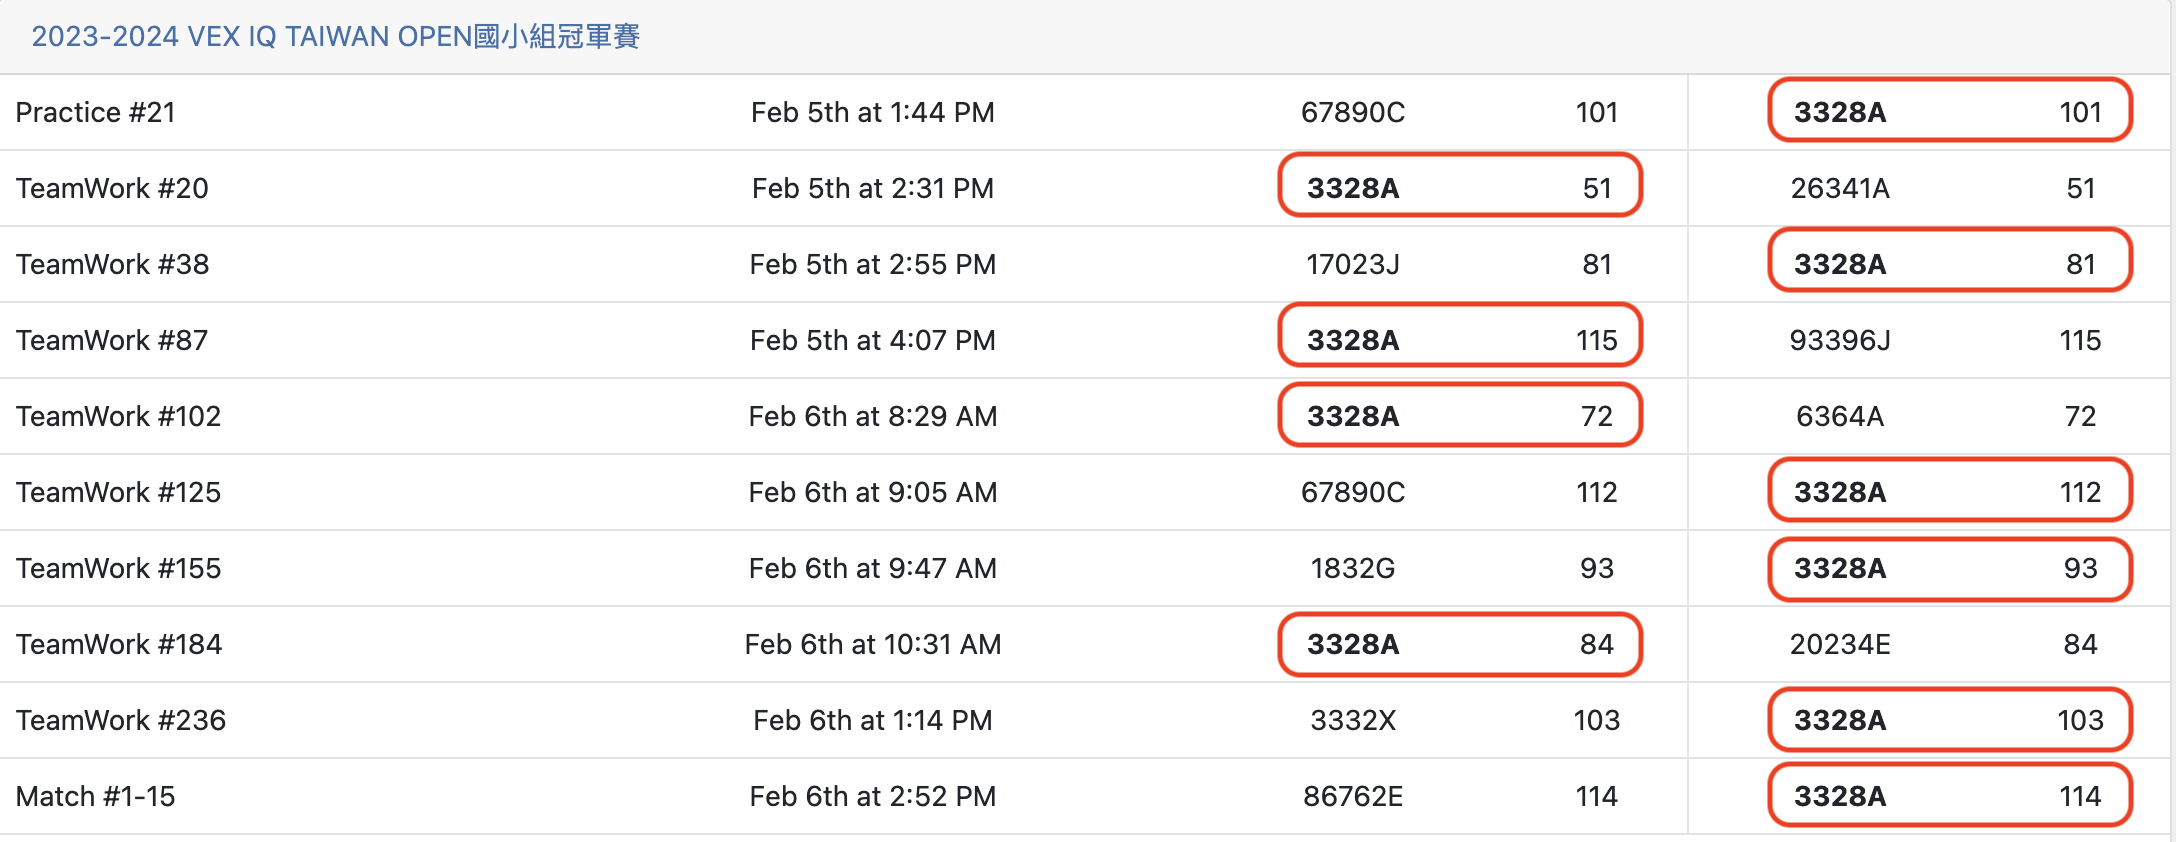 2023-2024 VEX IQ TAIWAN OPEN國小組冠軍賽
Practice #21 Feb 5th at 1:44 PM 67890C 101 3328A 101
TeamWork #20 Feb 5th at 2:31 PM 3328A 51 26341A 51
TeamWork #38 Feb 5th at 2:55 PM 17023J 81 3328A 81
TeamWork #87 Feb 5th at 4:07 PM 3328A 115 93396J 115
TeamWork #102 Feb 6th at 8:29 AM 3328A 72 6364A 72
TeamWork #125 Feb 6th at 9:05 AM 67890C 112 3328A 112
TeamWork #155 Feb 6th at 9:47 AM 1832G 93 3328A 93
TeamWork #184 Feb 6th at 10:31 AM 3328A 84 20234E 84
TeamWork #236 Feb 6th at 1:14 PM 3332X 103 3328A 103
Match #1-15 Feb 6th at 2:52 PM 86762E 114 3328A 114